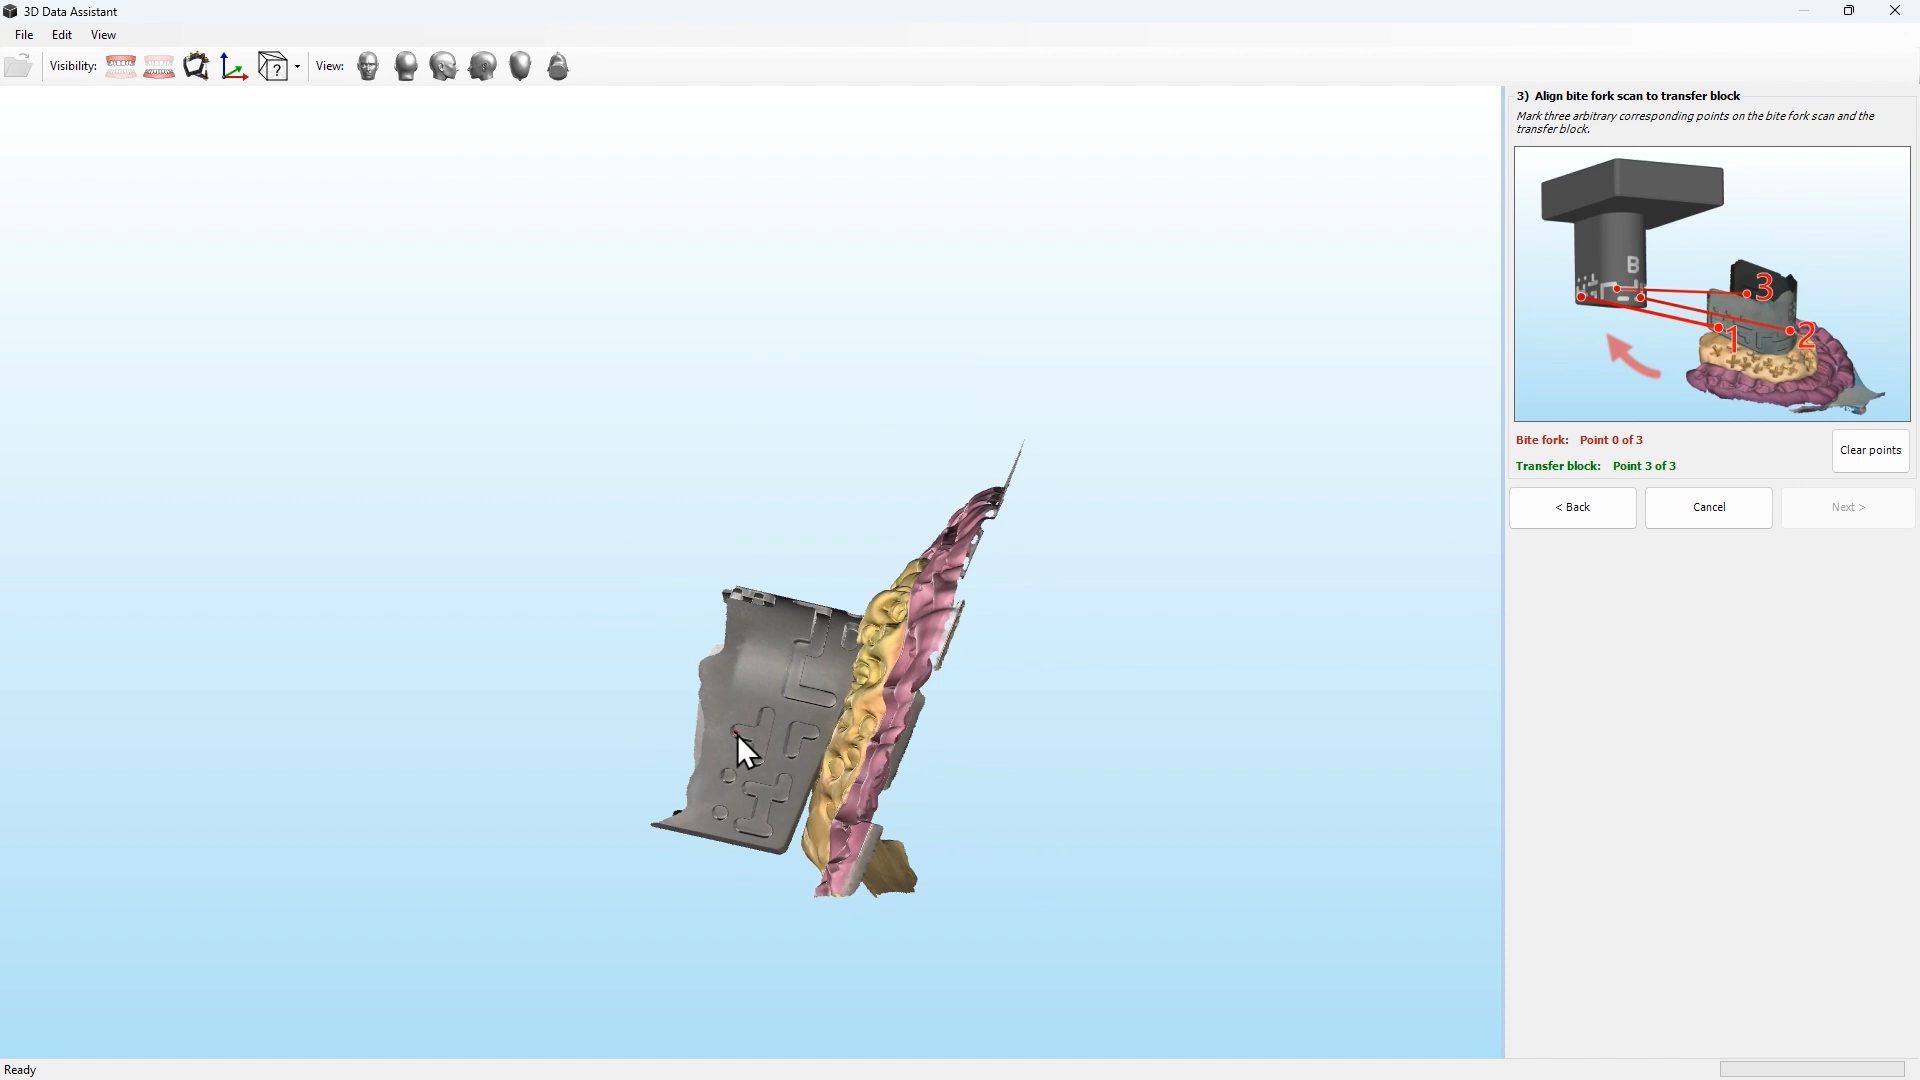 3D Data Assistant
File Edit View
Visibility: ? View:
3) Align bite fork scan to transfer block
Mark three arbitrary corresponding points on the bite fork scan and the
transfer block.
B
3
1
2
Bite fork: Point 0 of 3
Clear points
Transfer block: Point 3 of 3
< Back Cancel Next >
Ready